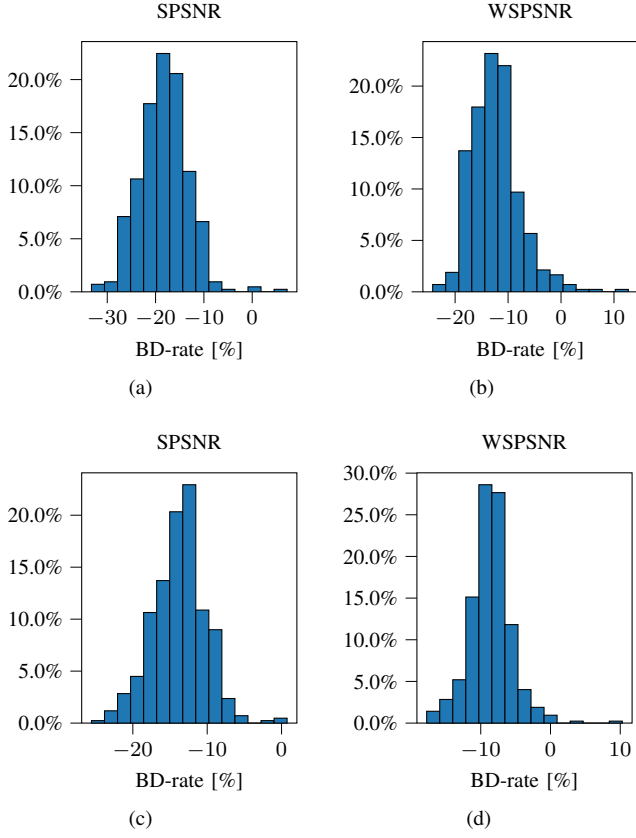 SPSNR
20.0%
15.0%
10.0%
5.0%
0.0%
−30 −20 −10 0
BD-rate [%]
(a)
WSPSNR
20.0%
15.0%
10.0%
5.0%
0.0%
−20 −10 0 10
BD-rate [%]
(b)
SPSNR
20.0%
15.0%
10.0%
5.0%
0.0%
−20 −10 0
BD-rate [%]
(c)
WSPSNR
30.0%
25.0%
20.0%
15.0%
10.0%
5.0%
0.0%
−10 0 10
BD-rate [%]
(d)